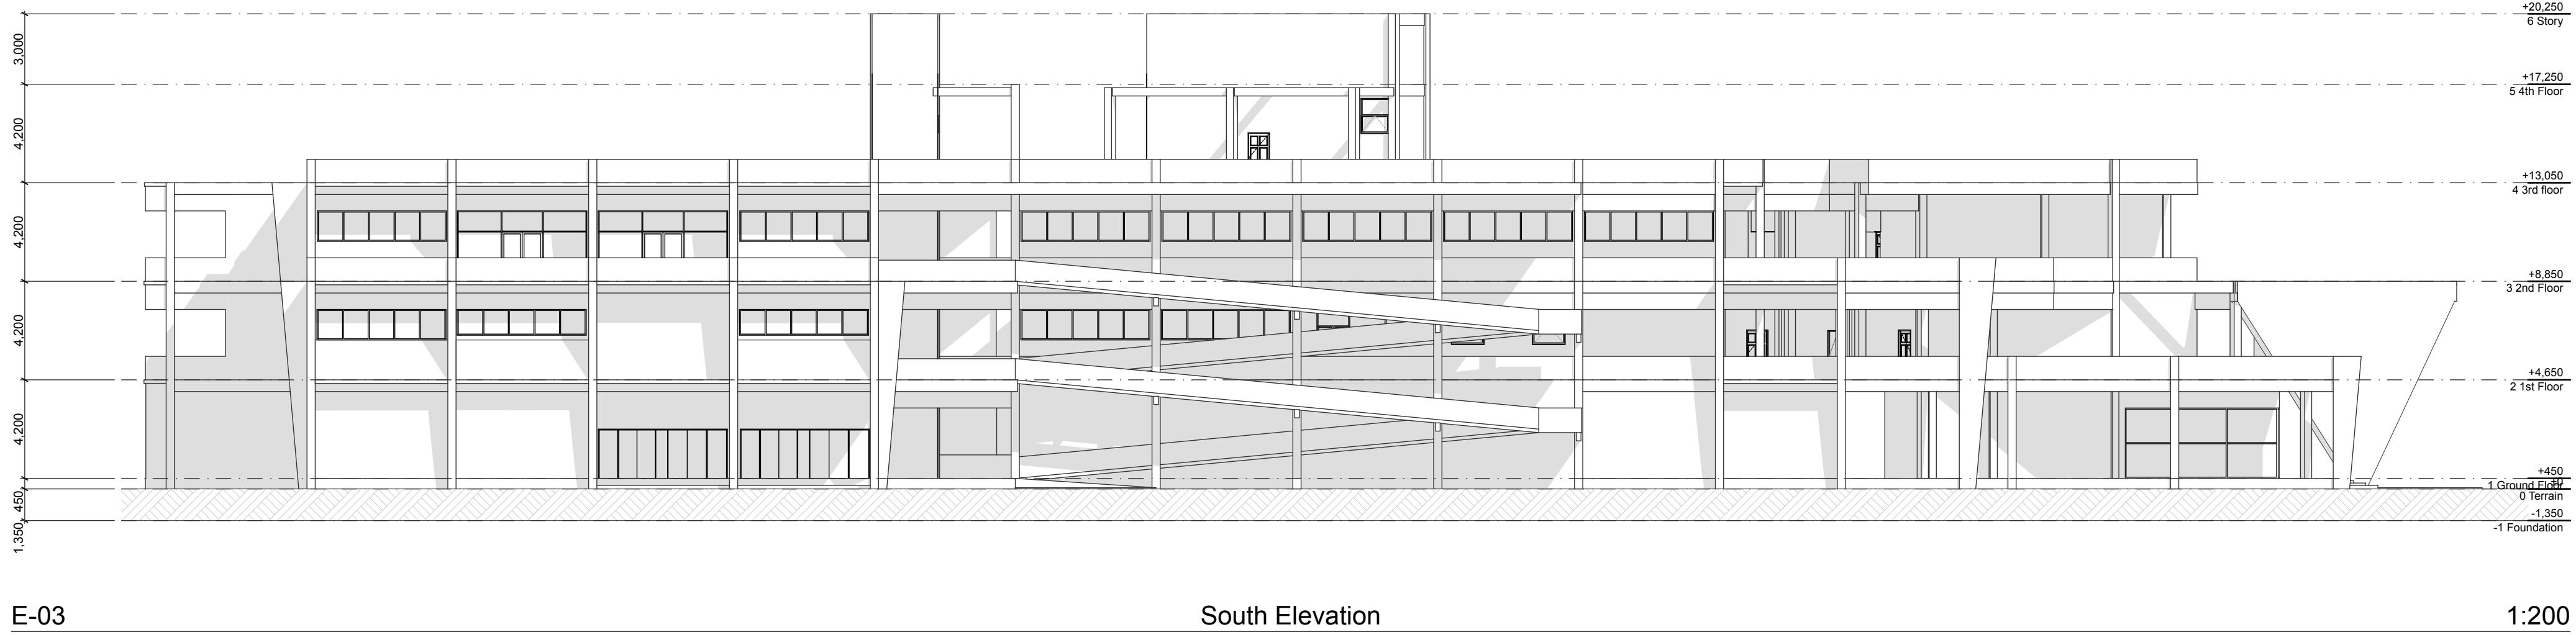 +20,250
6 Story
3,000
+17,250
5 4th Floor
4,200
+13,050
4 3rd floor
4,200
+8,850
3 2nd Floor
4,200
+4,650
2 1st Floor
4,200
+450
±0
1 Ground Floor
450
0 Terrain
-1,350
1,350
-1 Foundation
E-03 South Elevation 1:200